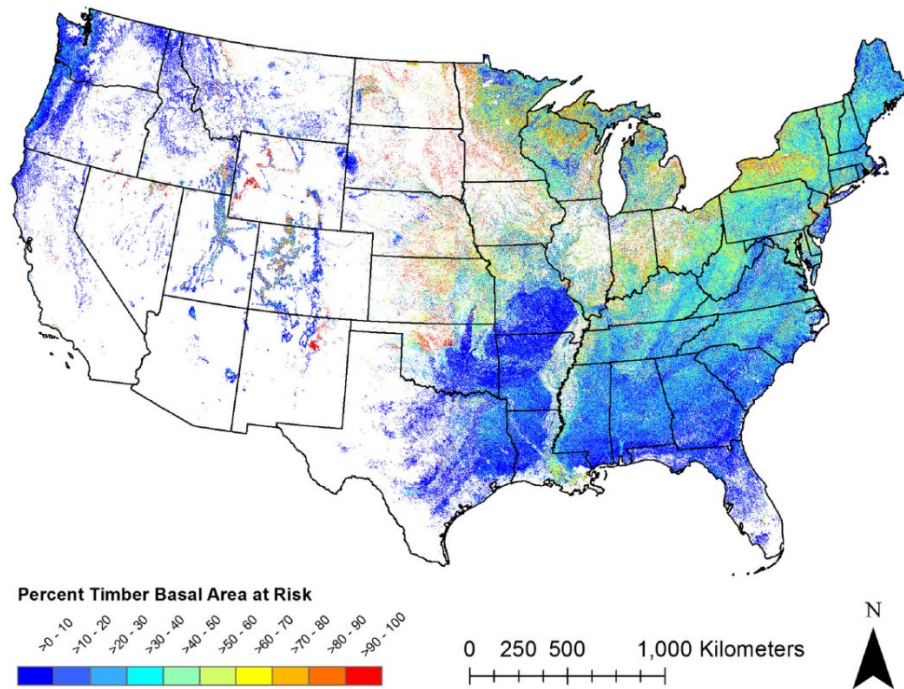 Percent Timber Basal Area at Risk
>0 - 10 >10 - 20 >20 - 30 >30 - 40 >40 - 50 >50 - 60 >60 - 70 >70 - 80 >80 - 90 >90 - 100
0 250 500 1,000 Kilometers
N